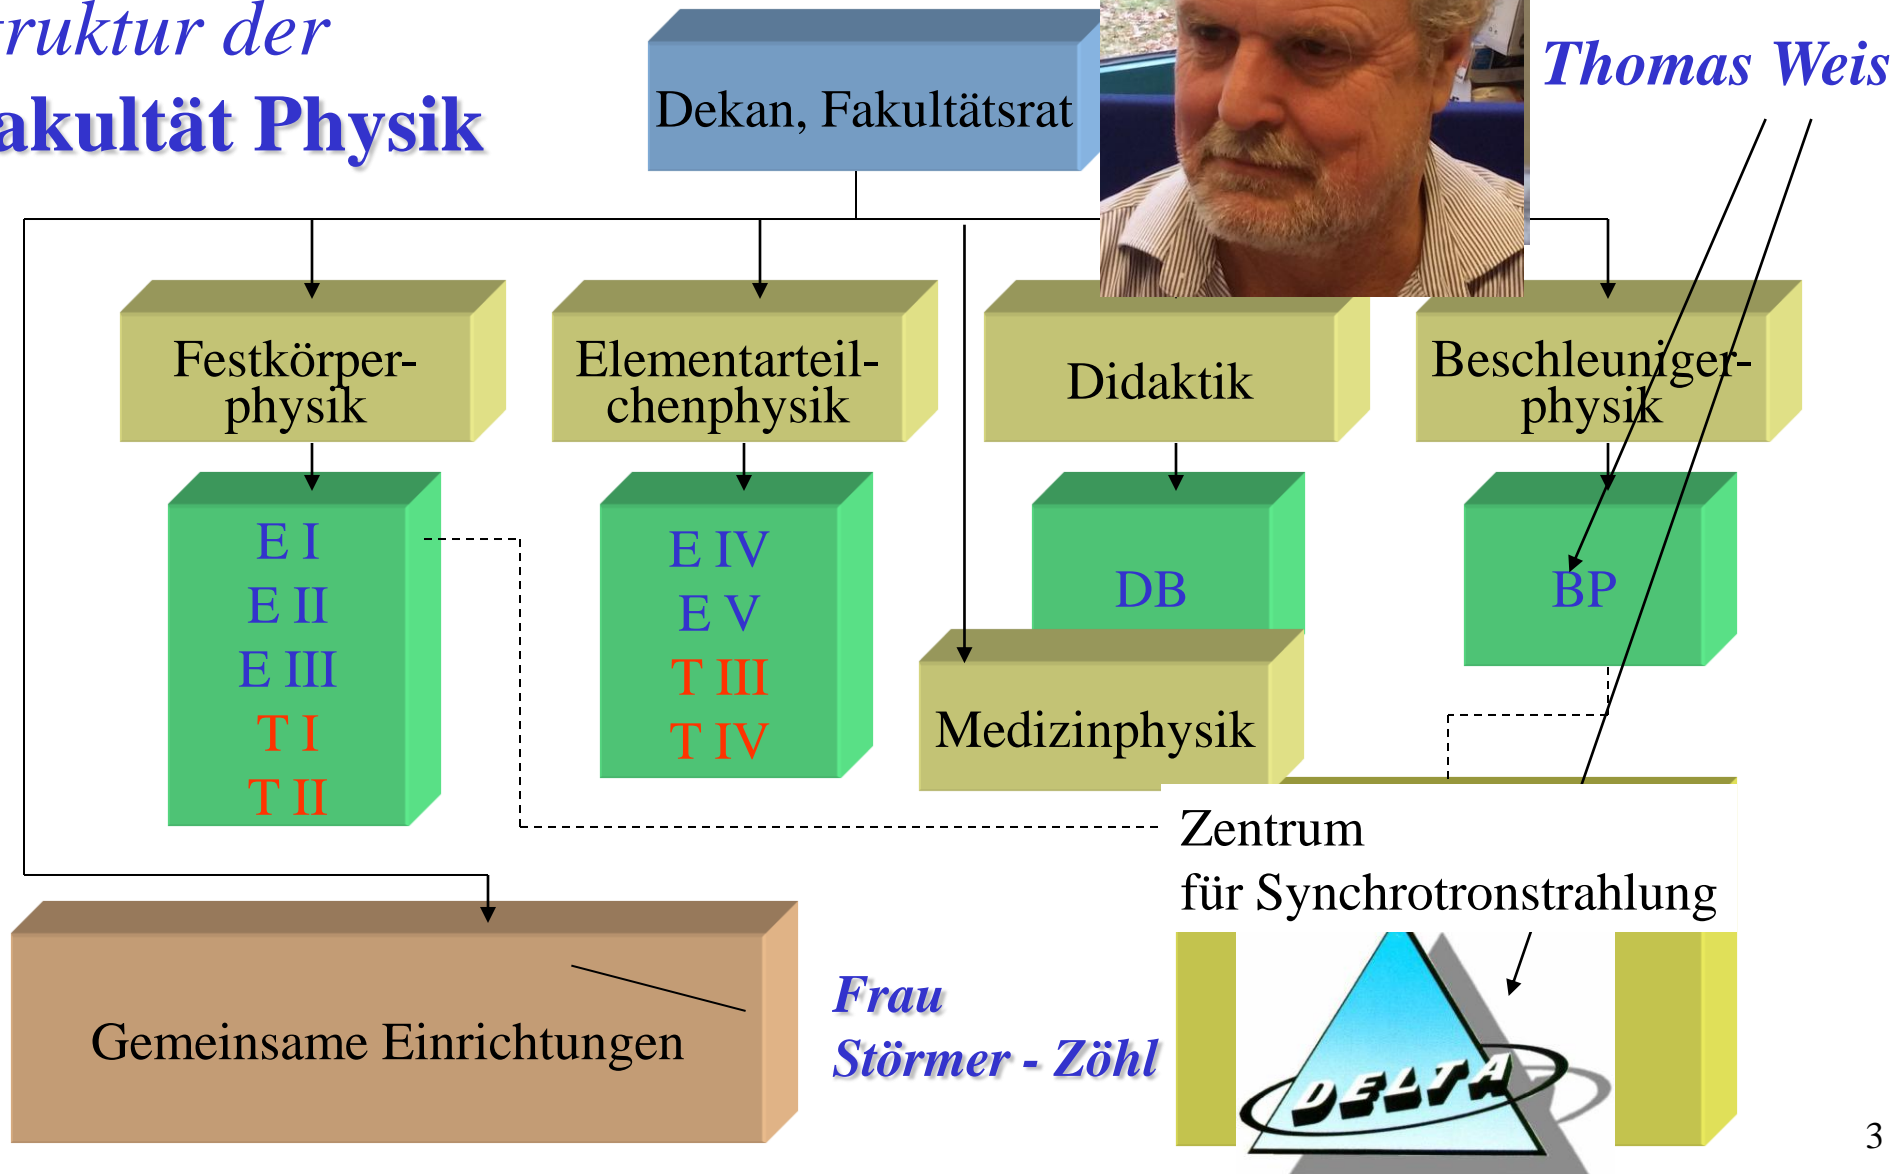 truktur der
akultät Physik
Dekan, Fakultätsrat
Thomas Weis
Festkörper-
physik
Elementarteil-
chenphysik
Didaktik
Beschleuniger-
physik
E I
E II
E III
T I
T II
E IV
E V
T III
T IV
DB
BP
Medizinphysik
Zentrum
für Synchrotronstrahlung
Gemeinsame Einrichtungen
Frau
Störmer - Zöhl
DELTA
3